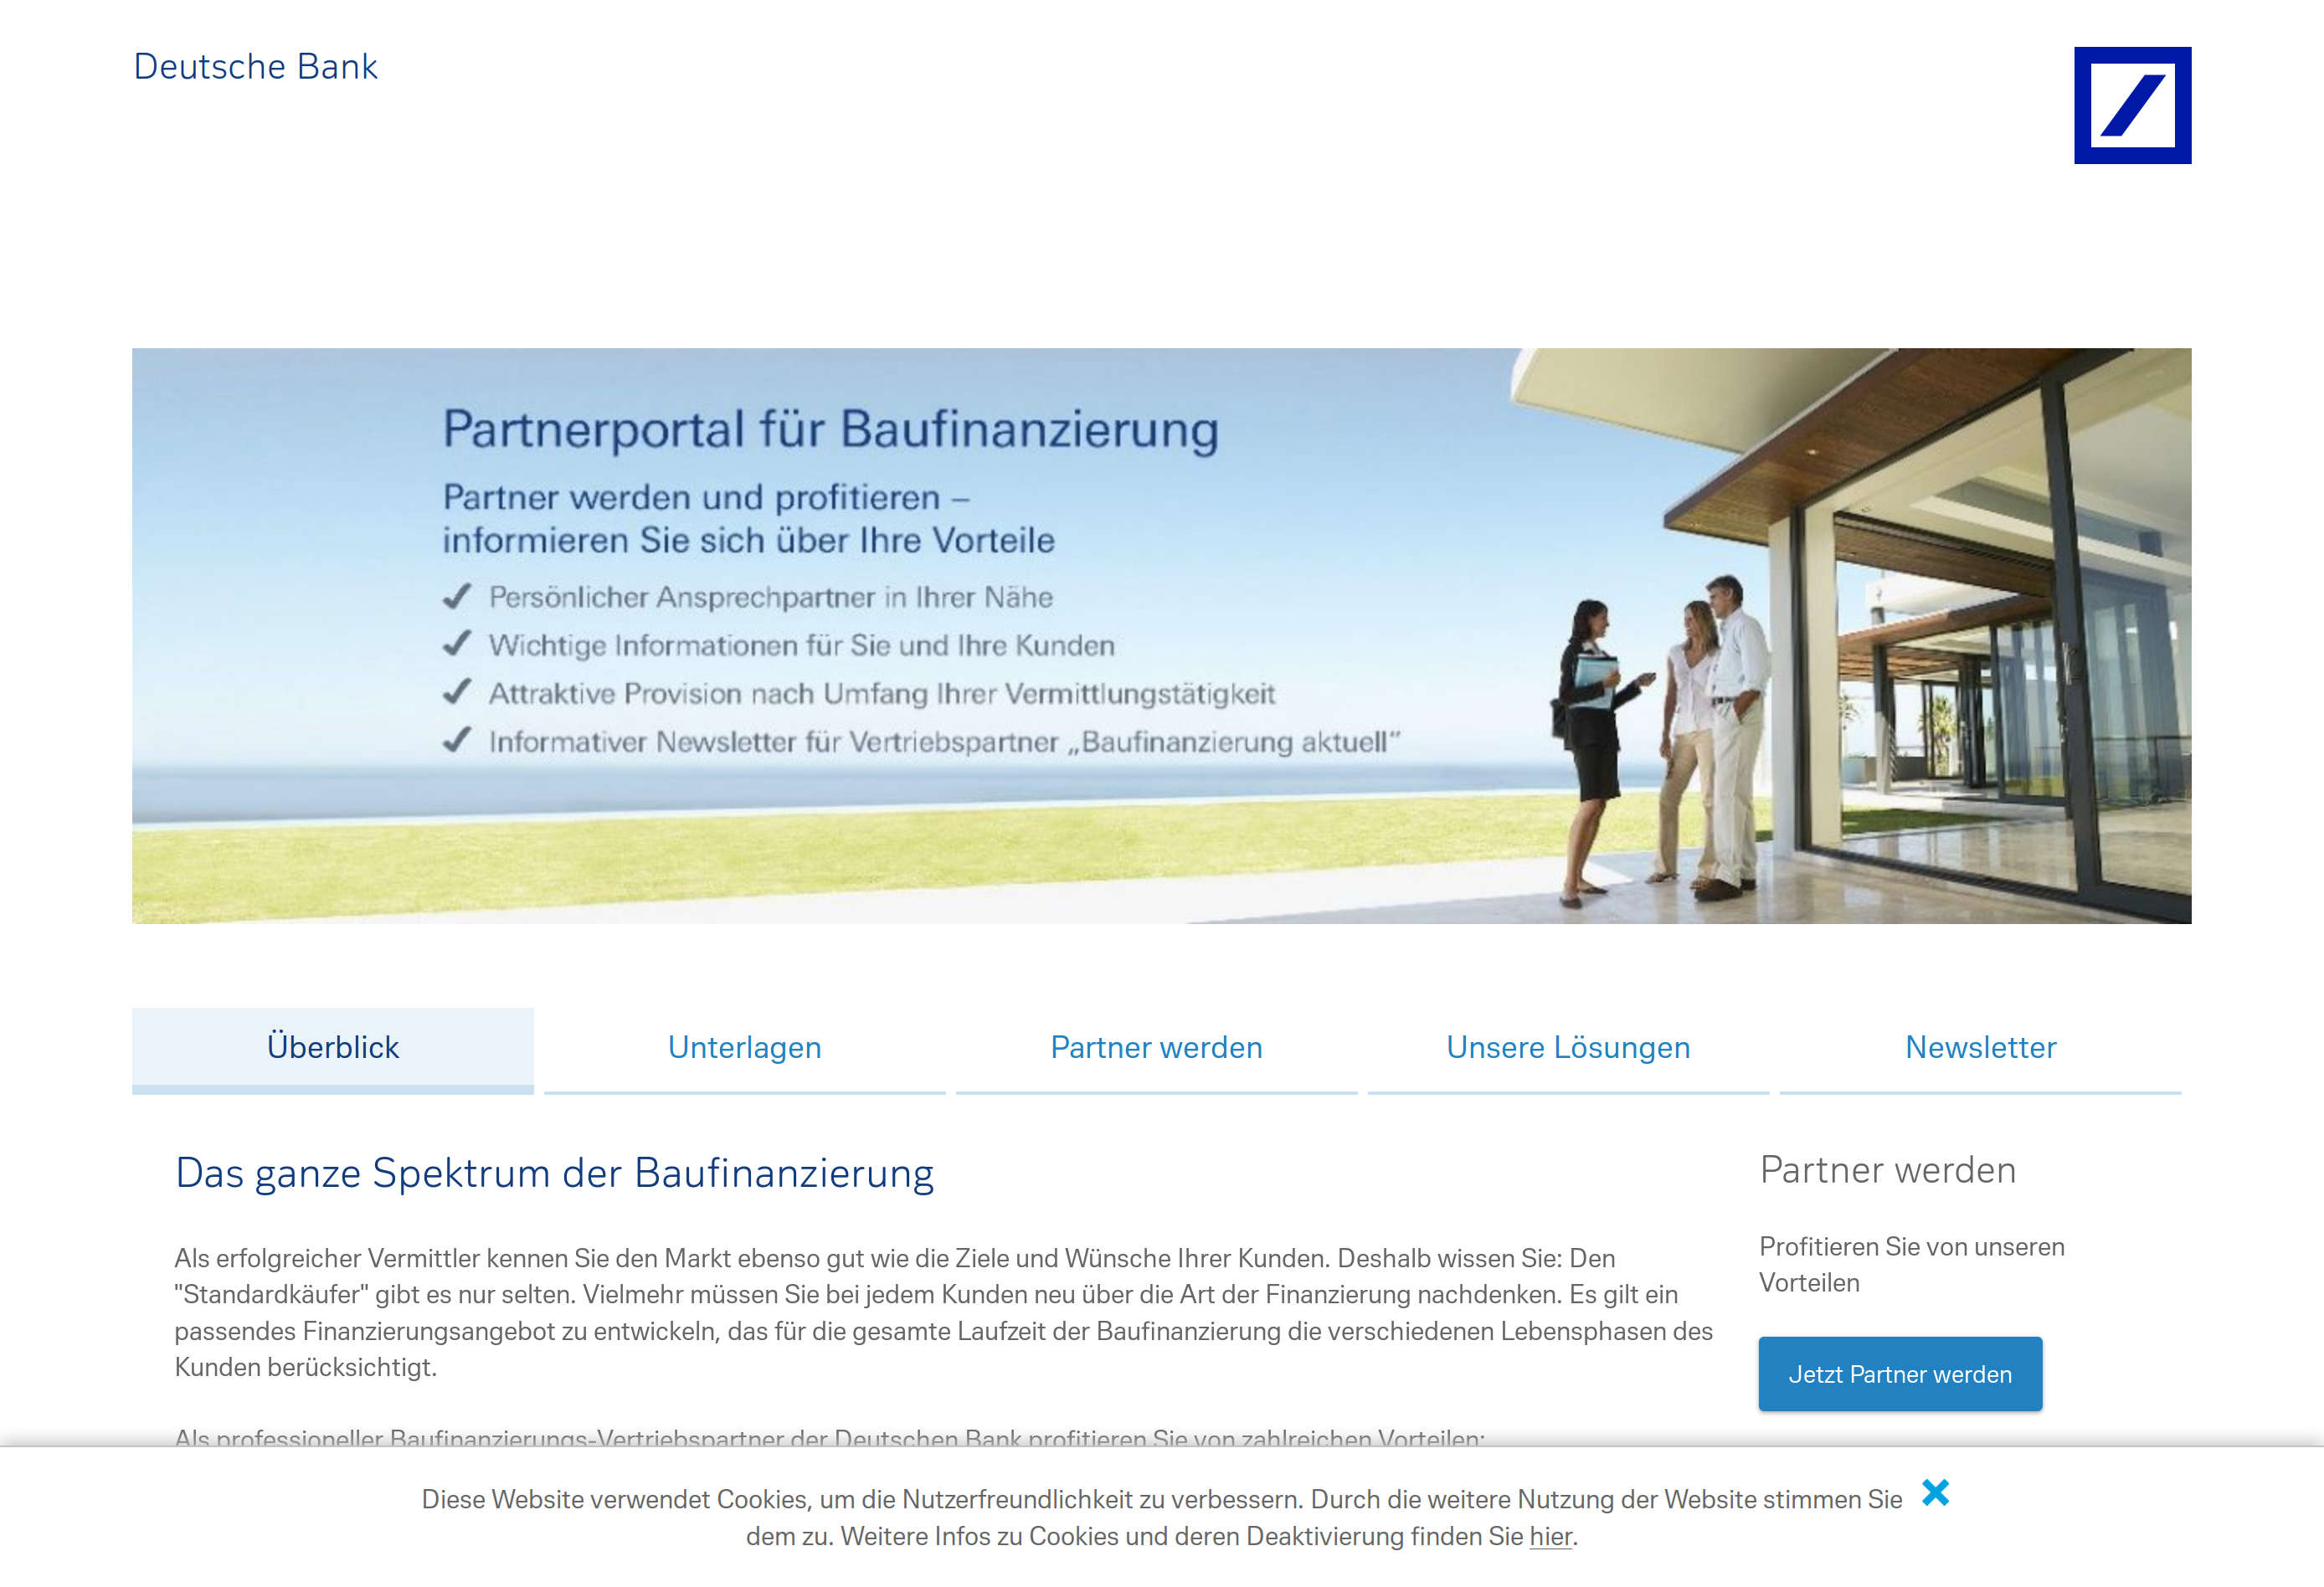 Deutsche Bank
Partnerportal für Baufinanzierung
Partner werden und profitieren –
informieren Sie sich über Ihre Vorteile
Persönlicher Ansprechpartner in Ihrer Nähe
Wichtige Informationen für Sie und Ihre Kunden
Attraktive Provision nach Umfang Ihrer Vermittlungstätigkeit
Informativer Newsletter für Vertriebspartner „Baufinanzierung aktuell“
Überblick
Unterlagen
Partner werden
Unsere Lösungen
Newsletter
Das ganze Spektrum der Baufinanzierung
Als erfolgreicher Vermittler kennen Sie den Markt ebenso gut wie die Ziele und Wünsche Ihrer Kunden. Deshalb wissen Sie: Den
"Standardkäufer" gibt es nur selten. Vielmehr müssen Sie bei jedem Kunden neu über die Art der Finanzierung nachdenken. Es gilt ein
passendes Finanzierungsangebot zu entwickeln, das für die gesamte Laufzeit der Baufinanzierung die verschiedenen Lebensphasen des
Kunden berücksichtigt.
Als professioneller Baufinanzierungs-Vertriebspartner der Deutschen Bank profitieren Sie von zahlreichen Vorteilen:
Partner werden
Profitieren Sie von unseren
Vorteilen
Jetzt Partner werden
Diese Website verwendet Cookies, um die Nutzerfreundlichkeit zu verbessern. Durch die weitere Nutzung der Website stimmen Sie
dem zu. Weitere Infos zu Cookies und deren Deaktivierung finden Sie hier.